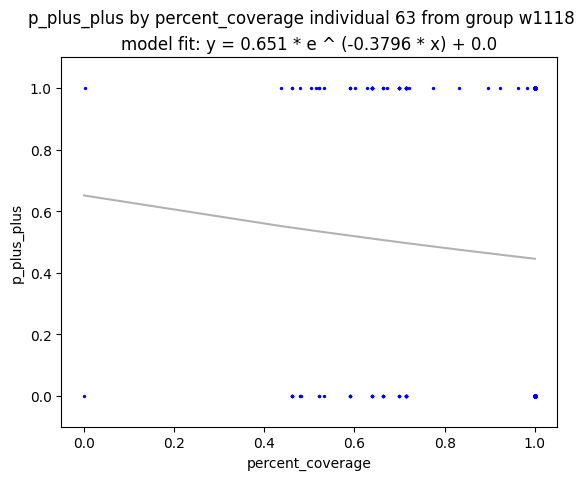 p_plus_plus by percent_coverage individual 63 from group w1118
model fit: y = 0.651 * e ^ (-0.3796 * x) + 0.0
1.0
0.8
0.6
0.4
0.2
0.0
p_plus_plus
0.0 0.2 0.4 0.6 0.8 1.0
percent_coverage